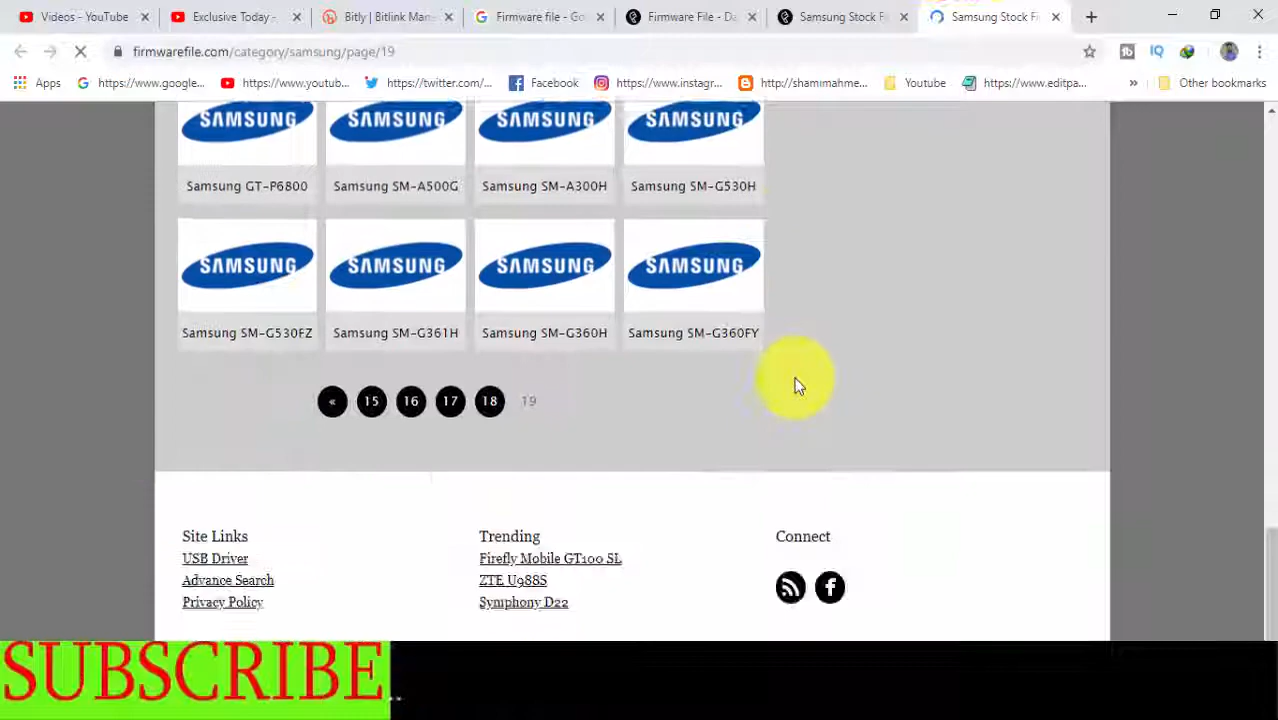 Videos - YouTube
Exclusive Today -
Bitly | Bitlink Man
Firmware file - Go
Firmware File - Da
Samsung Stock Fi
Samsung Stock Fi
firmwarefile.com/category/samsung/page/19
Apps
https://www.google...
https://www.youtub...
https://twitter.com/...
Facebook
https://www.instagr...
http://shamimahme...
Youtube
https://www.editpa...
Other bookmarks
SAMSUNG SAMSUNG SAMSUNG SAMSUNG
Samsung GT-P6800 Samsung SM-A500G Samsung SM-A300H Samsung SM-G530H
SAMSUNG SAMSUNG SAMSUNG SAMSUNG
Samsung SM-G530FZ Samsung SM-G361H Samsung SM-G360H Samsung SM-G360FY
« 15 16 17 18 19
Site Links
USB Driver
Advance Search
Privacy Policy
Trending
Firefly Mobile GT100 SL
ZTE U988S
Symphony D22
Connect
SUBSCRIBE..